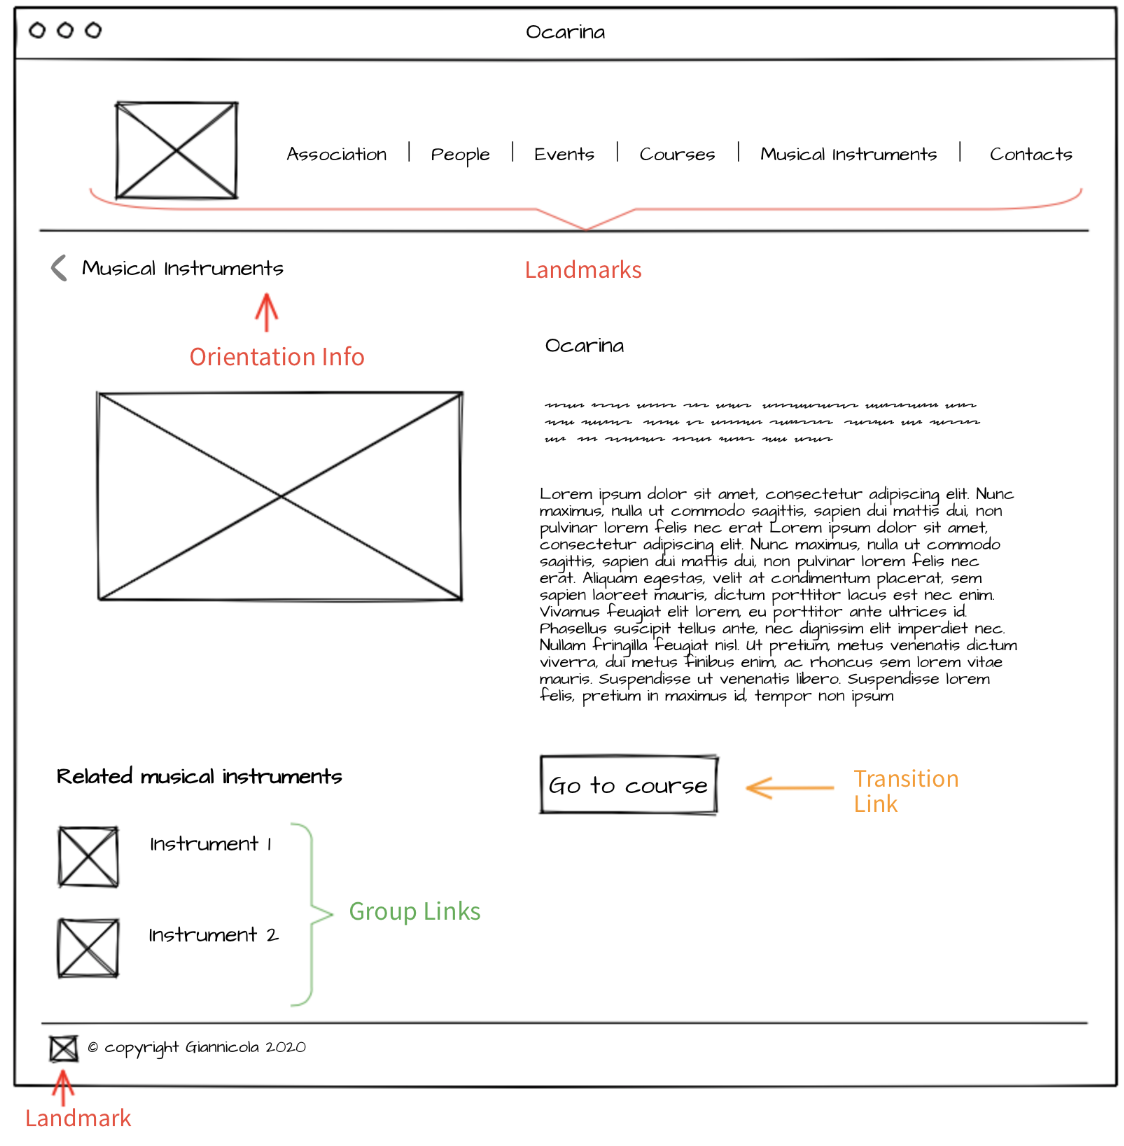 Ocarina
Association | People | Events | Courses | Musical Instruments | Contacts
Musical Instruments
Landmarks
Orientation Info
Ocarina
Lorem ipsum dolor sit amet, consectetur adipiscing elit. Nunc
maximus, nulla ut commodo sagittis, sapien dui mattis dui, non
pulvinar lorem felis nec erat Lorem ipsum dolor sit amet,
consectetur adipiscing elit. Nunc maximus, nulla ut commodo
sagittis, sapien dui mattis dui, non pulvinar lorem felis nec
erat. Aliquam egestas, velit at condimentum placerat, sem
sapien laoreet mauris, dictum porttitor lacus est nec enim.
Vivamus feugiat elit lorem, eu porttitor ante ultrices id.
Phasellus suscipit tellus ante, nec dignissim elit imperdiet nec.
Nullam fringilla feugiat nisl. Ut pretium, metus venenatis dictum
viverra, dui metus finibus enim, ac rhoncus sem lorem vitae
mauris. Suspendisse ut venenatis libero. Suspendisse lorem
felis, pretium in maximus id, tempor non ipsum
Go to course
Transition
Link
Related musical instruments
Instrument 1
Instrument 2
Group Links
© copyright Giannicola 2020
Landmark